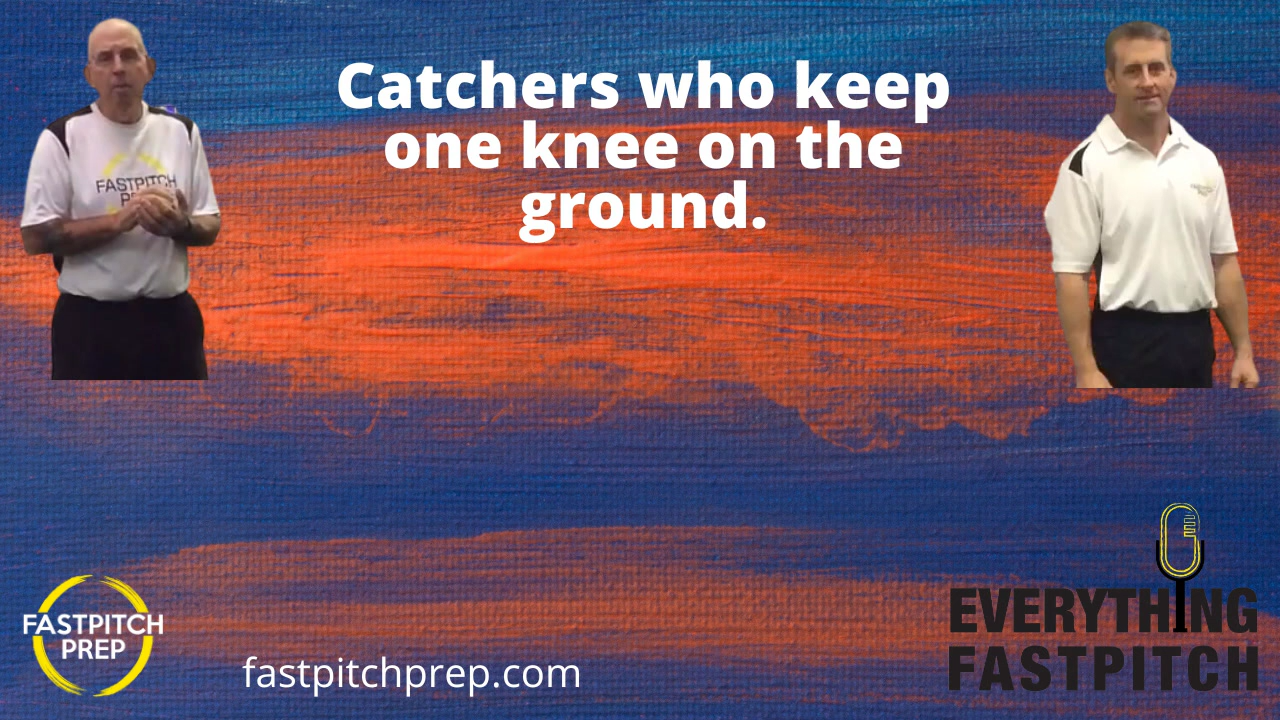 Catchers who keep
one knee on the
ground.
FASTPITCH
FASTPITCH
PREP
fastpitchprep.com
EVERYTHING
FASTPITCH